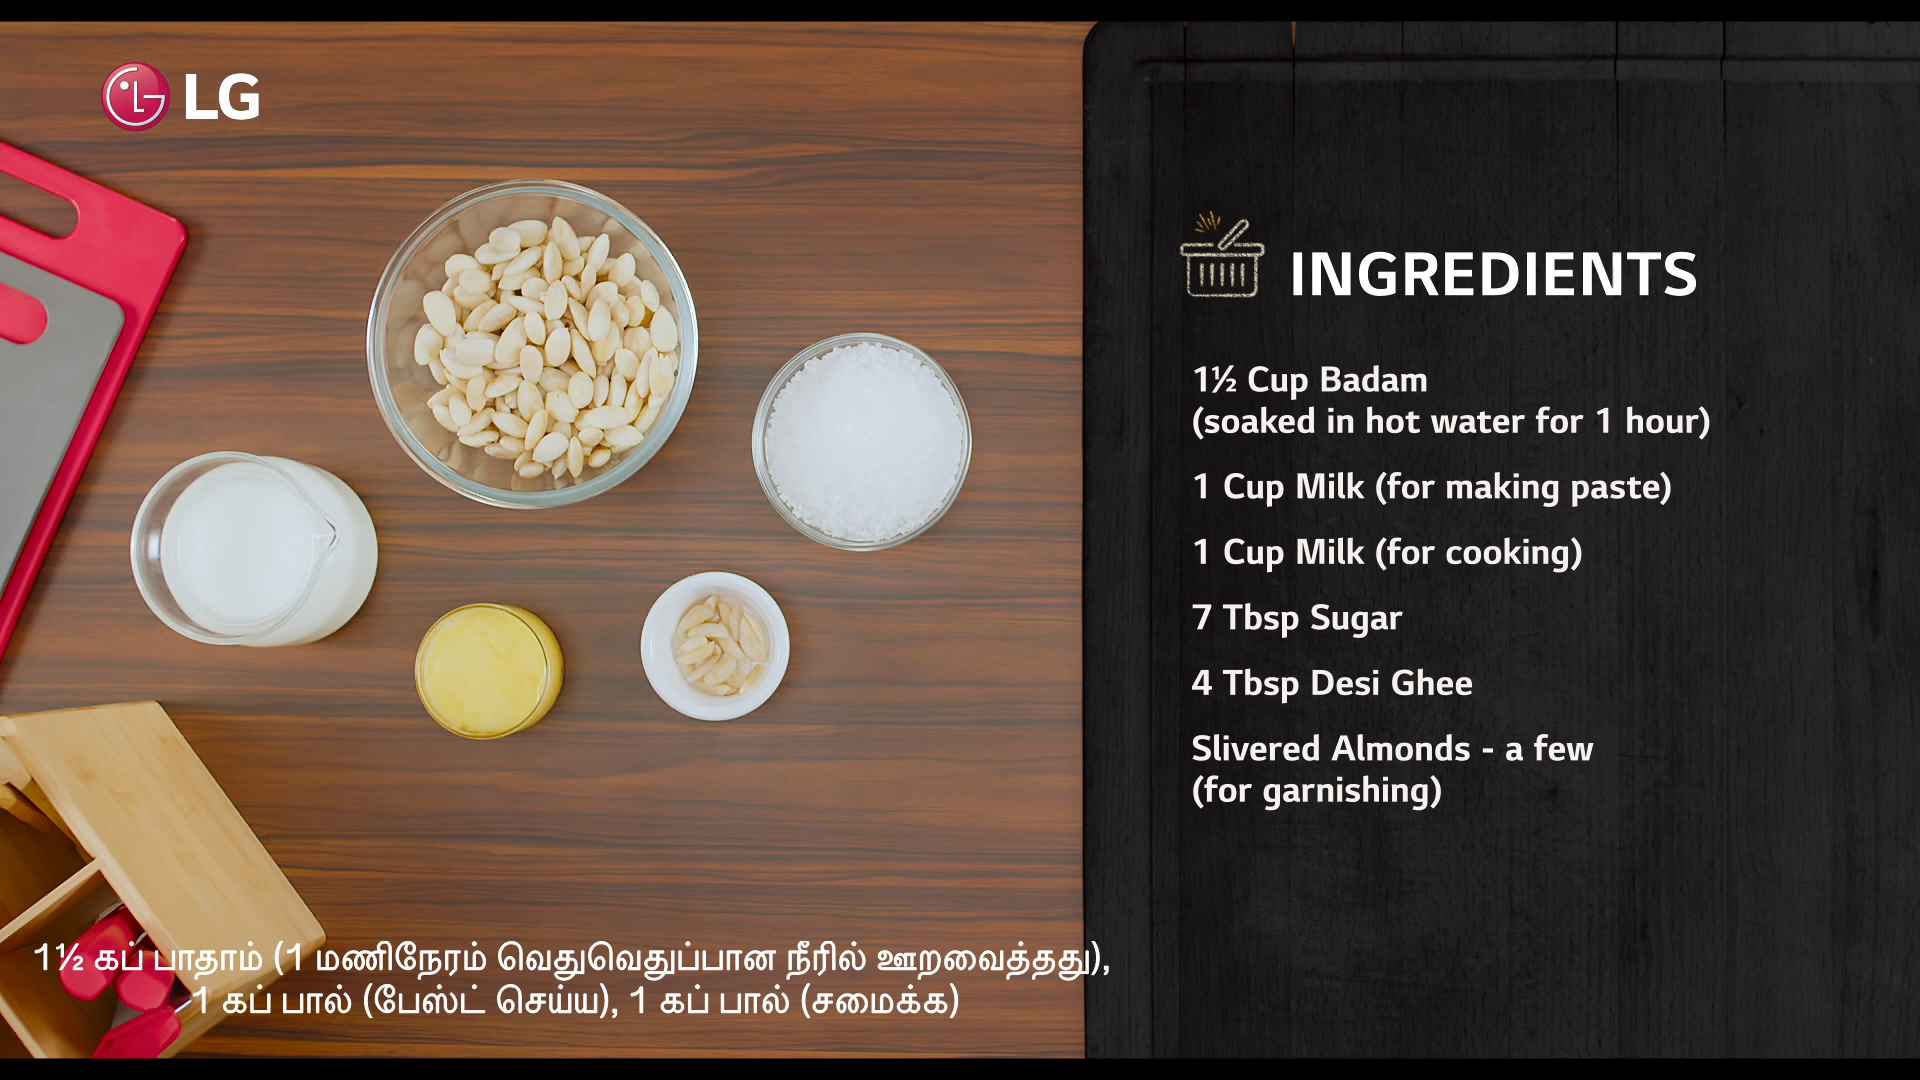 LG
INGREDIENTS
1½ Cup Badam
(soaked in hot water for 1 hour)
1 Cup Milk (for making paste)
1 Cup Milk (for cooking)
7 Tbsp Sugar
4 Tbsp Desi Ghee
Slivered Almonds - a few
(for garnishing)
1½ கப் பாதாம் (1 மணிநேரம் வெதுவெதுப்பான நீரில் ஊறவைத்தது),
1 கப் பால் (பேஸ்ட் செய்ய), 1 கப் பால் (சமைக்க)